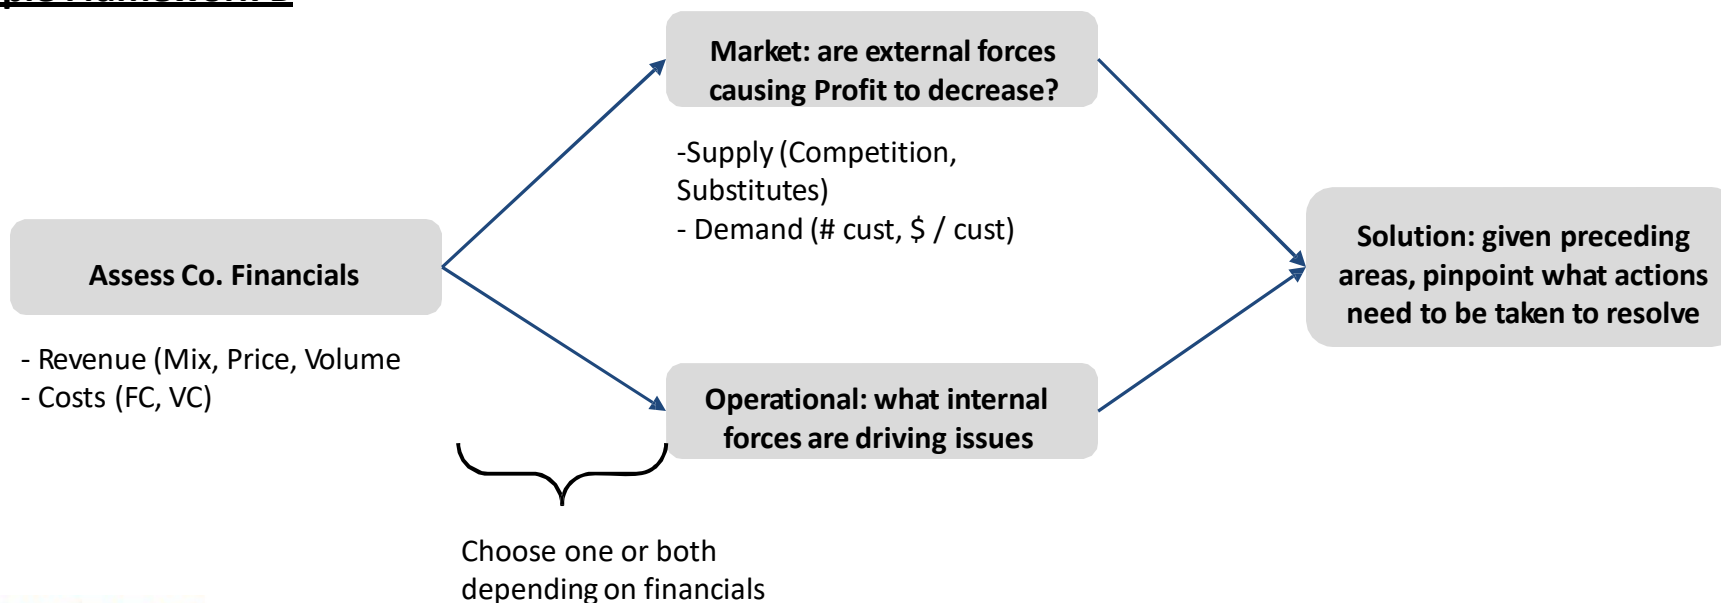 Market: are external forces
causing Profit to decrease?
-Supply (Competition,
Substitutes)
- Demand (# cust, $ / cust)
Assess Co. Financials
- Revenue (Mix, Price, Volume
- Costs (FC, VC)
Operational: what internal
forces are driving issues
Choose one or both
depending on financials
Solution: given preceding
areas, pinpoint what actions
need to be taken to resolve